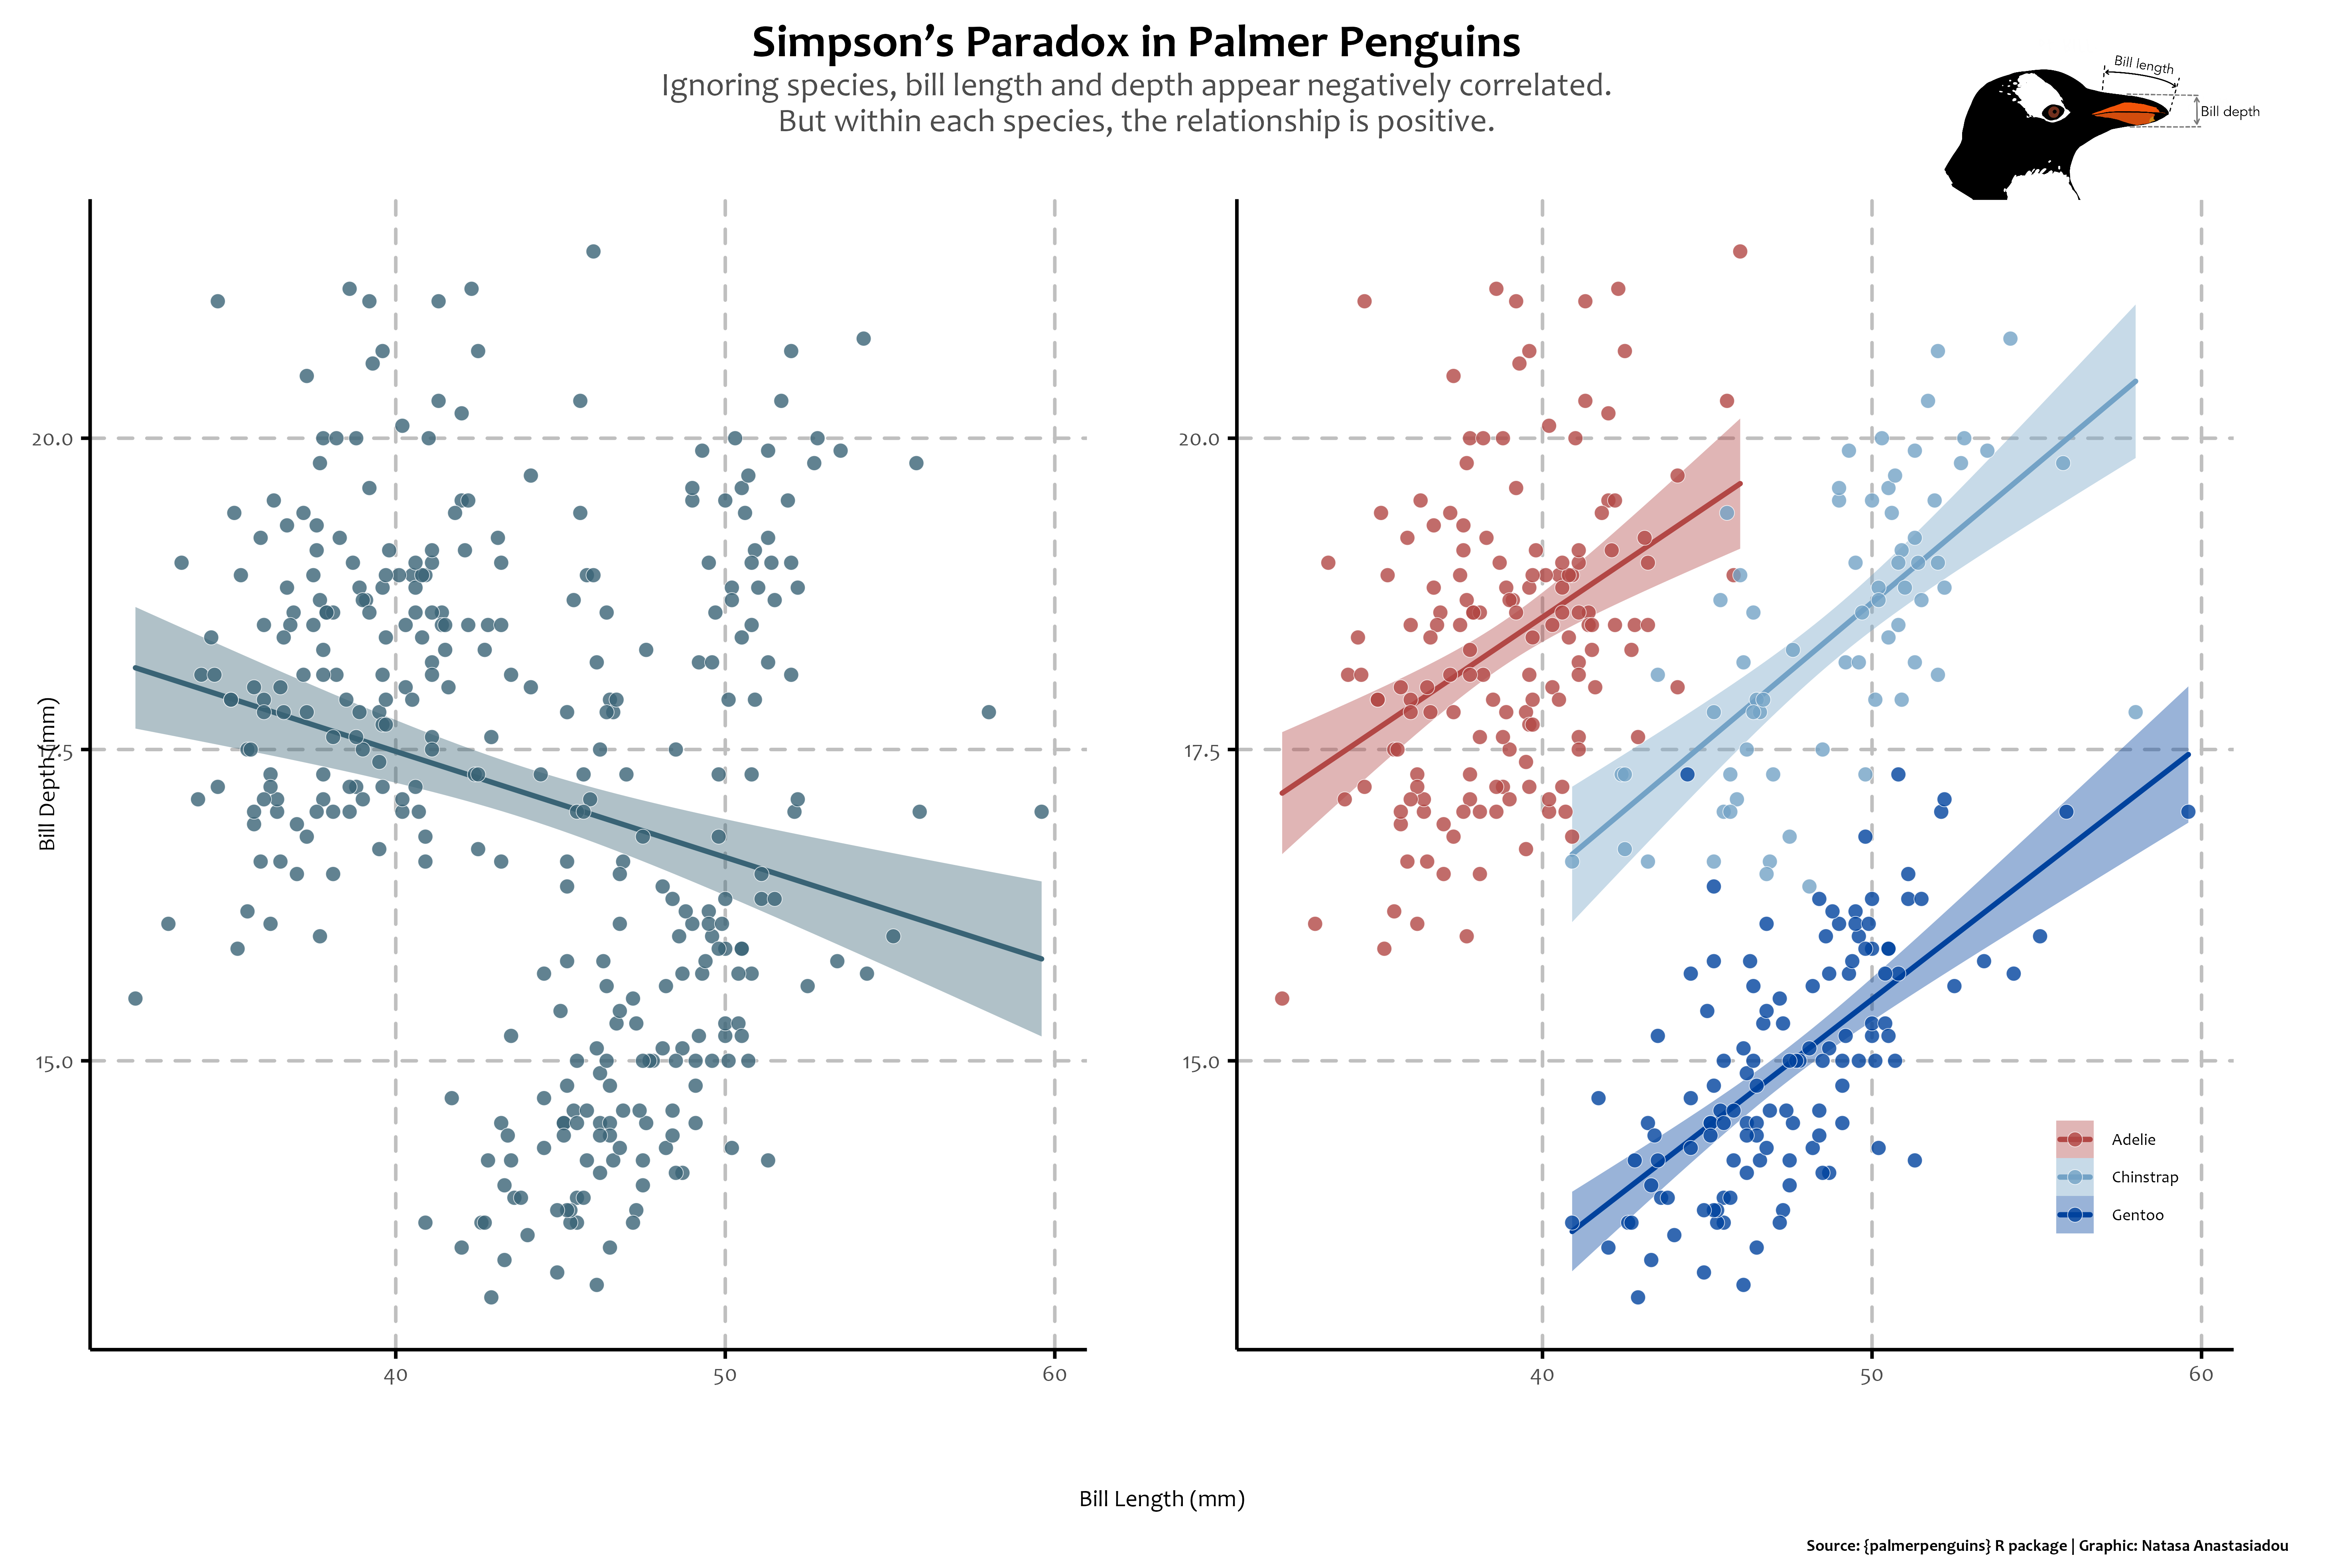 Simpson’s Paradox in Palmer Penguins
Ignoring species, bill length and depth appear negatively correlated.
But within each species, the relationship is positive.
Bill length
Bill depth
Bill Depth (mm)
20.0
17.5
15.0
40
50
60
20.0
17.5
15.0
40
50
60
Adelie
Chinstrap
Gentoo
Bill Length (mm)
Source: {palmerpenguins} R package | Graphic: Natasa Anastasiadou